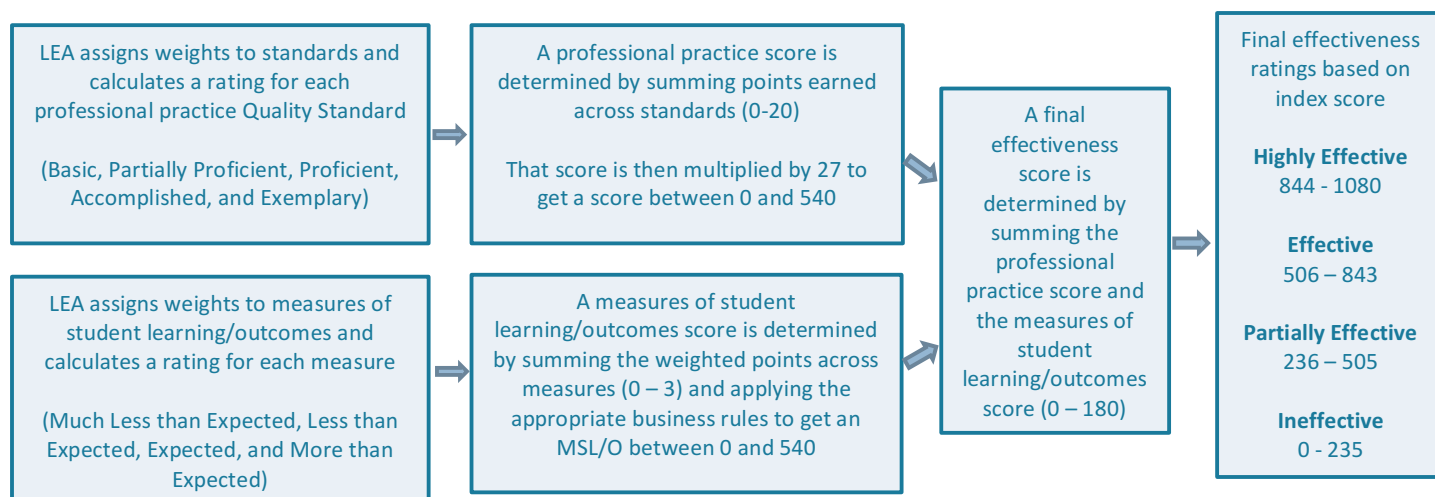 LEA assigns weights to standards and
calculates a rating for each
professional practice Quality Standard
(Basic, Partially Proficient, Proficient,
Accomplished, and Exemplary)
A professional practice score is
determined by summing points earned
across standards (0-20)
That score is then multiplied by 27 to
get a score between 0 and 540
LEA assigns weights to measures of
student learning/outcomes and
calculates a rating for each measure
(Much Less than Expected, Less than
Expected, Expected, and More than
Expected)
A measures of student
learning/outcomes score is determined
by summing the weighted points across
measures (0 – 3) and applying the
appropriate business rules to get an
MSL/O between 0 and 540
A final
effectiveness
score is
determined by
summing the
professional
practice score and
the measures of
student
learning/outcomes
score (0 – 180)
Final effectiveness
ratings based on
index score
Highly Effective
844 - 1080
Effective
506 – 843
Partially Effective
236 – 505
Ineffective
0 - 235